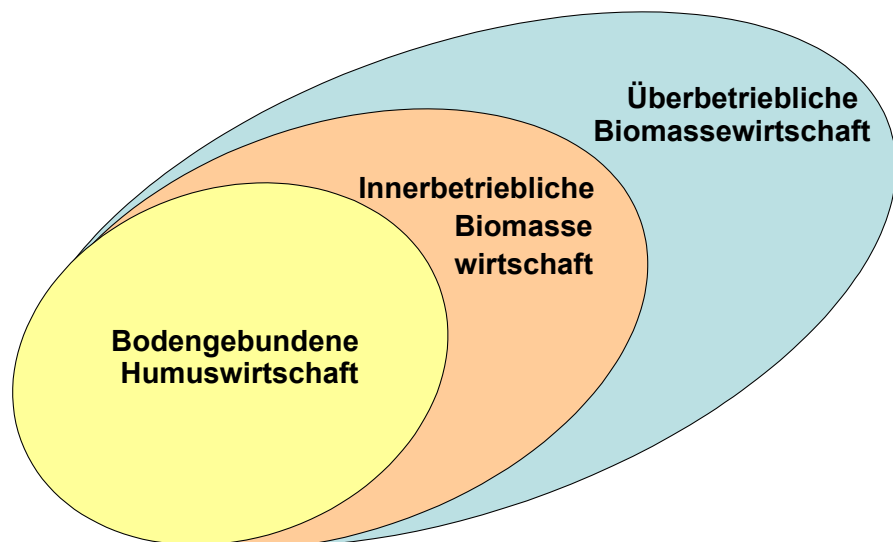 Überbetriebliche
Biomassewirtschaft
Innerbetriebliche
Biomasse
wirtschaft
Bodengebundene
Humuswirtschaft